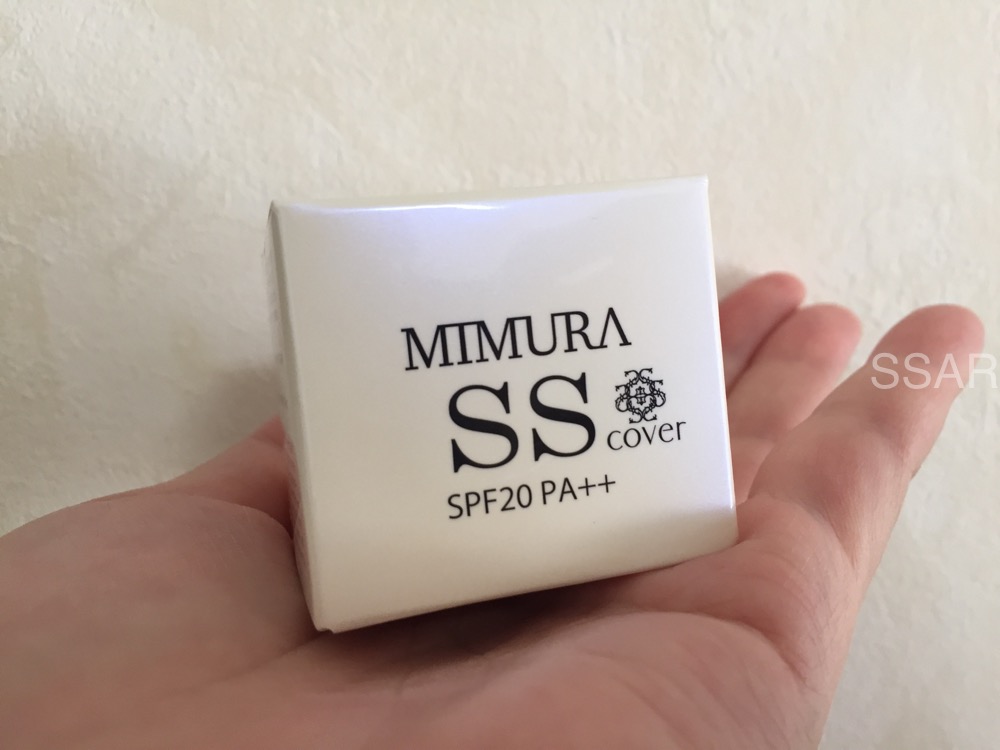 MIMURA
SS cover
SPF20 PA++
SSAR